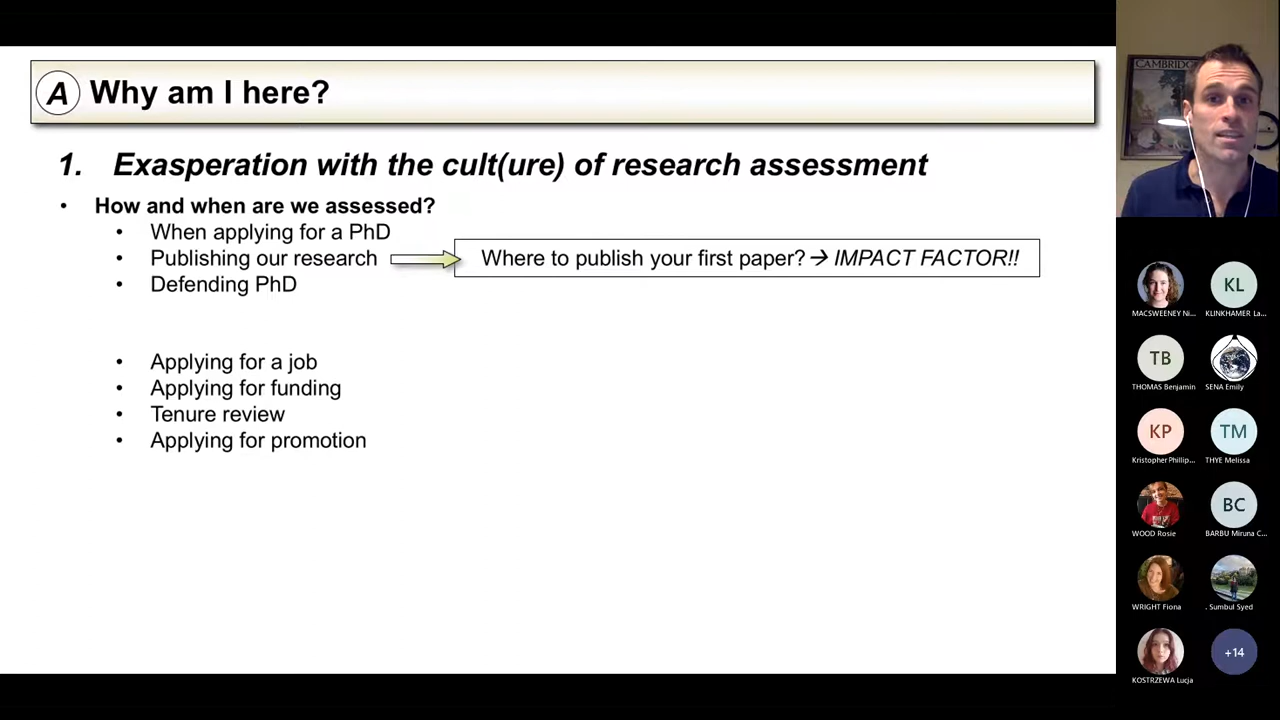 A Why am I here?
1. Exasperation with the cult(ure) of research assessment
• How and when are we assessed?
• When applying for a PhD
• Publishing our research
Where to publish your first paper? → IMPACT FACTOR!!
• Defending PhD
• Applying for a job
• Applying for funding
• Tenure review
• Applying for promotion
CAMBRIDGE
MACSWEENEY Ni...
KL
KLINKHAMER La...
TB
THOMAS Benjamin
SENA Emily
KP
Kristopher Phillip...
TM
THYE Melissa
WOOD Rosie
BC
BARBU Miruna C...
WRIGHT Fiona
. Sumbul Syed
KOSTRZEWA Lucja
+14